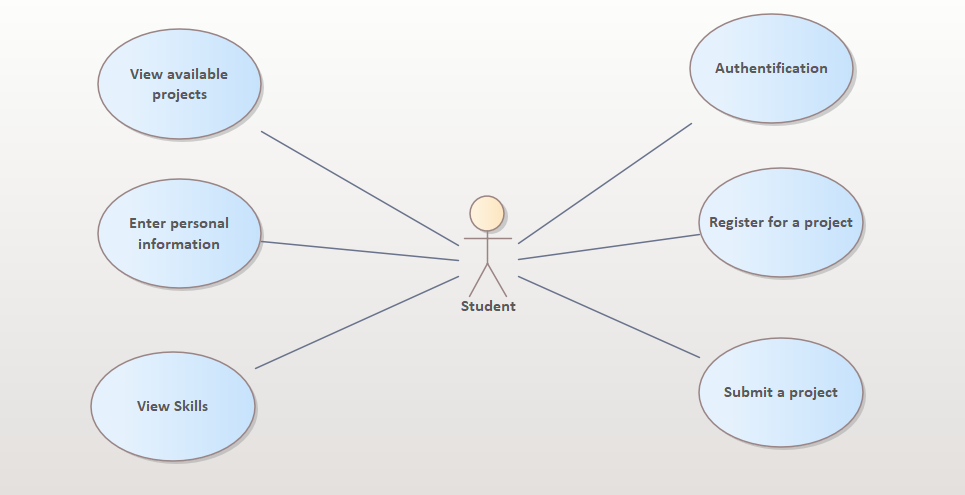 View available
projects
Authentification
Enter personal
information
Register for a project
Student
View Skills
Submit a project